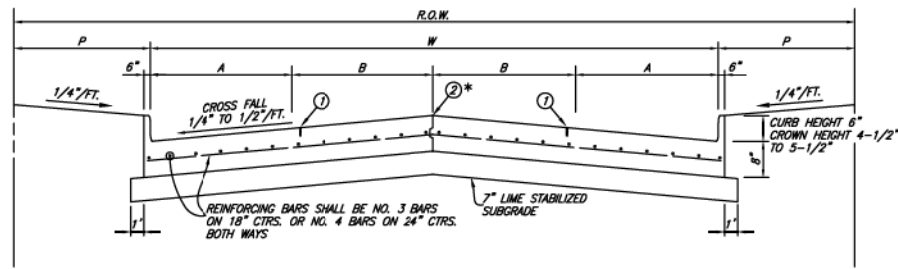 R.O.W.
P
W
P
6"
A
B
B
A
6"
1/4"/FT.
CROSS FALL
1/4" TO 1/2"/FT.
1
2*
1
1/4"/FT.
CURB HEIGHT 6"
CROWN HEIGHT 4-1/2"
TO 5-1/2"
8"
REINFORCING BARS SHALL BE NO. 3 BARS
ON 18" CTRS. OR NO. 4 BARS ON 24" CTRS.
BOTH WAYS
7" LIME STABILIZED
SUBGRADE
1'
1'